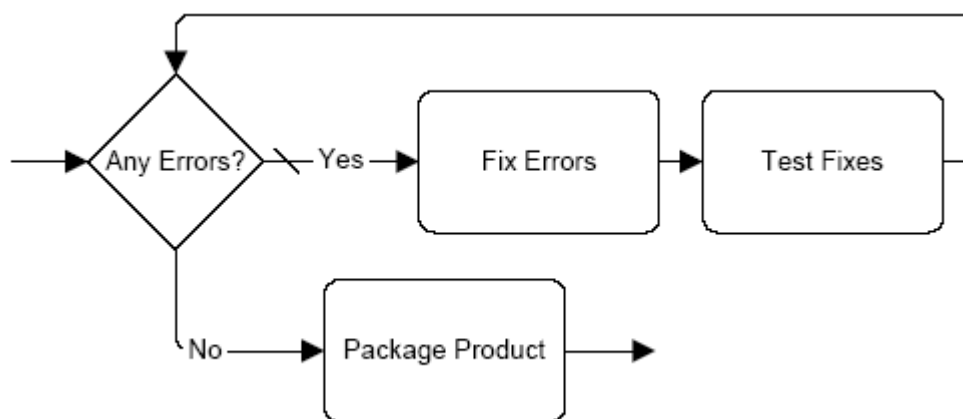 Any Errors?
Yes
Fix Errors
Test Fixes
No
Package Product